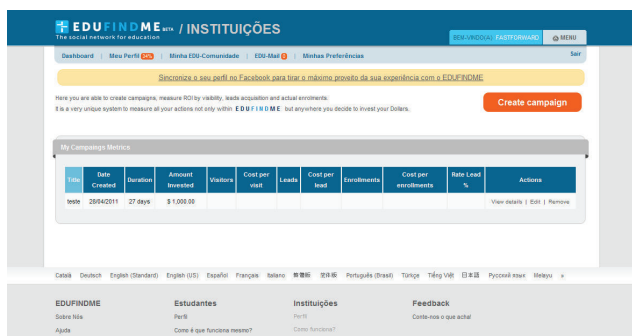 EDUFINDME BETA / INSTITUIÇÕES
The social network for education
BEM-VINDO(A) FASTFORWARD MENU
Dashboard | Meu Perfil | Minha EDU-Comunidade | EDU-Mail | Minhas Preferências Sair
Sincronize o seu perfil no Facebook para tirar o máximo proveito da sua experiência com o EDUFINDME
Here you are able to create campaigns, measure ROI by visibility, leads acquisition and actual enrolments.
It is a very unique system to measure all your actions not only within EDUFINDME but anywhere you decide to invest your Dollars.
Create campaign
My Campaings Metrics
Title Date Created Duration Amount Invested Visitors Cost per visit Leads Cost per lead Enrollments Cost per enrollments Rate Lead % Actions
teste 28/04/2011 27 days $ 1,000.00 View details | Edit | Remove
Català Deutsch English (Standard) English (US) Español Français Italiano 繁體版 简体版 Português (Brasil) Türkçe Tiếng Việt 日本語 Русский язык Melayu
EDUFINDME Estudantes Instituições Feedback
Sobre Nós Perfil Perfil Conte-nos o que acha!
Ajuda Como é que funciona mesmo? Como funciona?